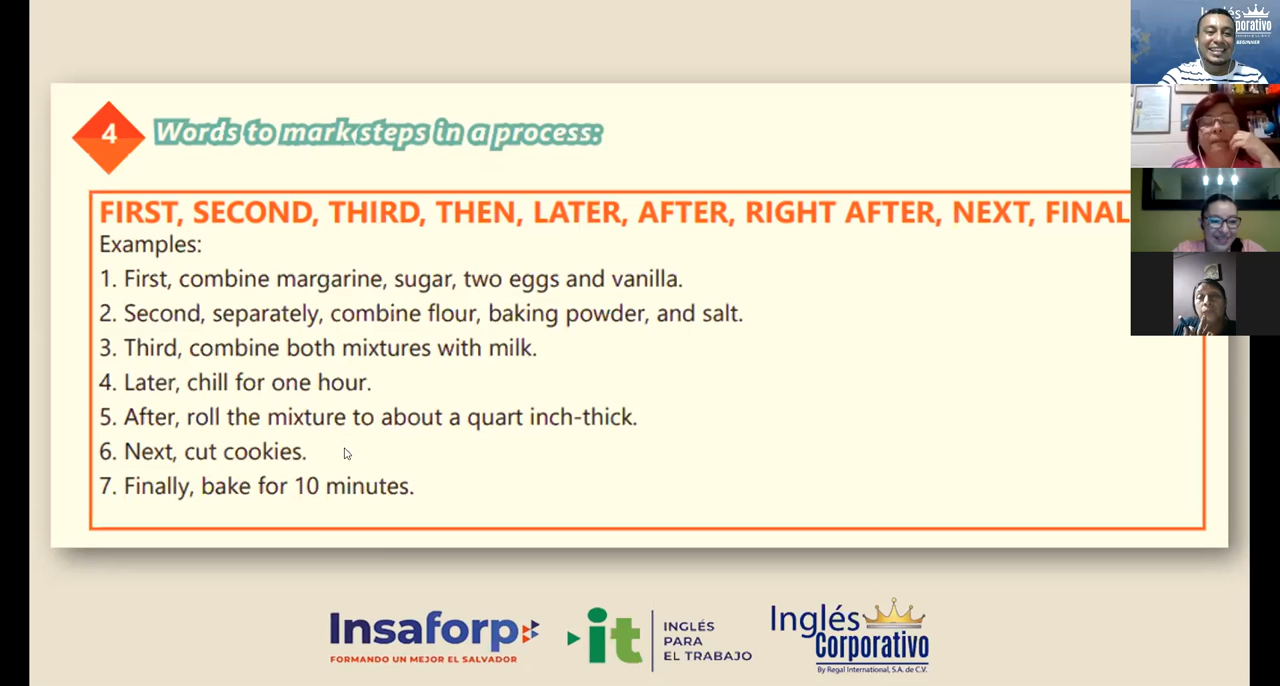 4
Words to mark steps in a process:
FIRST, SECOND, THIRD, THEN, LATER, AFTER, RIGHT AFTER, NEXT, FINAL
Examples:
1. First, combine margarine, sugar, two eggs and vanilla.
2. Second, separately, combine flour, baking powder, and salt.
3. Third, combine both mixtures with milk.
4. Later, chill for one hour.
5. After, roll the mixture to about a quart inch-thick.
6. Next, cut cookies.
7. Finally, bake for 10 minutes.
Insaforp
FORMANDO UN MEJOR EL SALVADOR
it
INGLÉS
PARA
EL TRABAJO
Inglés
Corporativo
by Regal International, S.A. de C.V.
BEGINNER